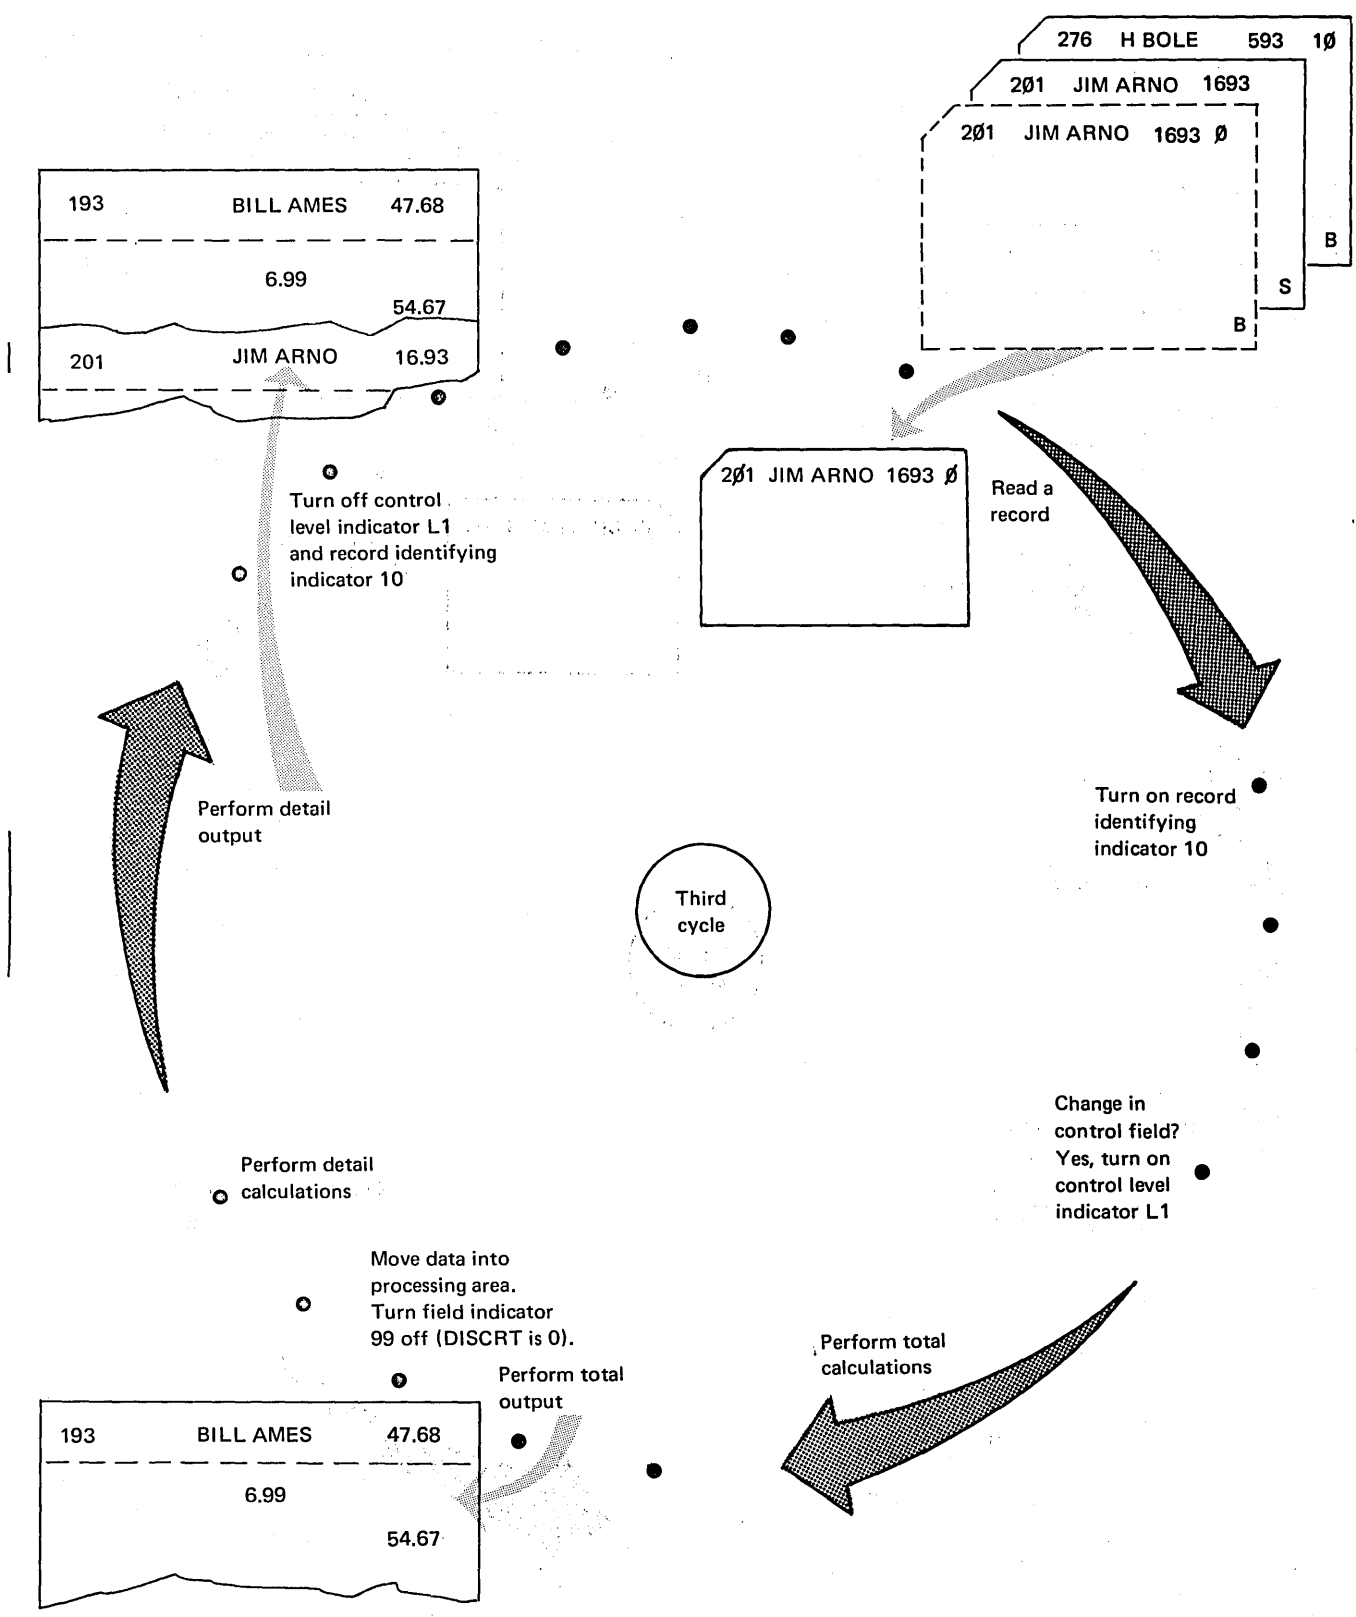 276 H BOLE 593 1Ø
2Ø1 JIM ARNO 1693
2Ø1 JIM ARNO 1693 Ø
B
S
B
193 BILL AMES 47.68
6.99
54.67
201 JIM ARNO 16.93
2Ø1 JIM ARNO 1693 Ø
Read a
record
Turn off control
level indicator L1
and record identifying
indicator 10
Perform detail
output
Turn on record
identifying
indicator 10
Third
cycle
Change in
control field?
Yes, turn on
control level
indicator L1
Perform detail
calculations
Move data into
processing area.
Turn field indicator
99 off (DISCRT is 0).
Perform total
calculations
Perform total
output
193 BILL AMES 47.68
6.99
54.67